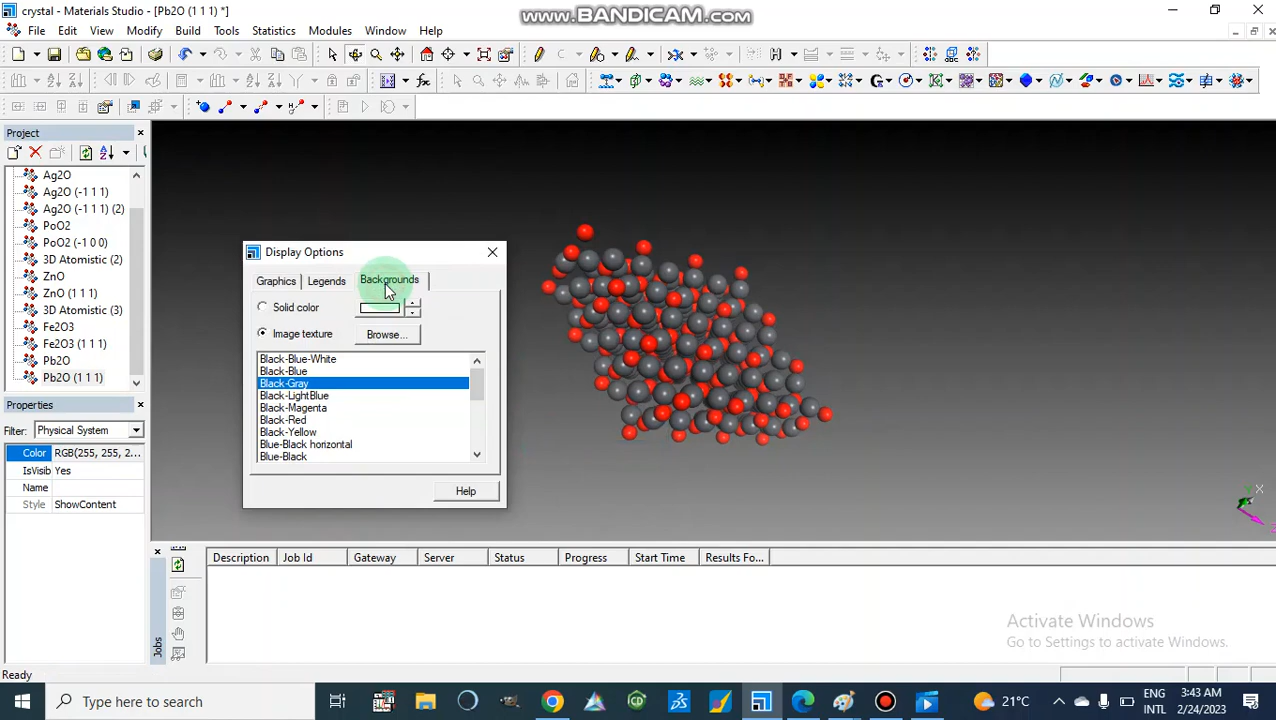 crystal - Materials Studio - [Pb2O (1 1 1) *]
www.BANDICAM.com
File Edit View Modify Build Tools Statistics Modules Window Help
Project
Ag2O
Ag2O (-1 1 1)
Ag2O (-1 1 1) (2)
PoO2
PoO2 (-1 0 0)
3D Atomistic (2)
ZnO
ZnO (1 1 1)
3D Atomistic (3)
Fe2O3
Fe2O3 (1 1 1)
Pb2O
Pb2O (1 1 1)
Properties
Filter: Physical System
Color RGB(255, 255, 2...
IsVisib Yes
Name
Style ShowContent
Display Options
Graphics Legends Backgrounds
Solid color
Image texture Browse...
Black-Blue-White
Black-Blue
Black-Gray
Black-LightBlue
Black-Magenta
Black-Red
Black-Yellow
Blue-Black horizontal
Blue-Black
Help
Y X
Jobs
Description Job Id Gateway Server Status Progress Start Time Results Fo...
Activate Windows
Go to Settings to activate Windows.
Ready
Type here to search
21°C
ENG
INTL
3:43 AM
2/24/2023